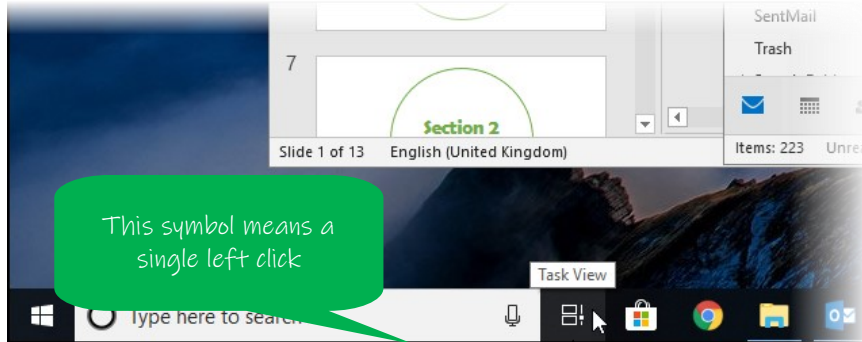 SentMail
Trash
7
Section 2
Slide 1 of 13 English (United Kingdom)
Items: 223
This symbol means a
single left click
Task View
Type here to search